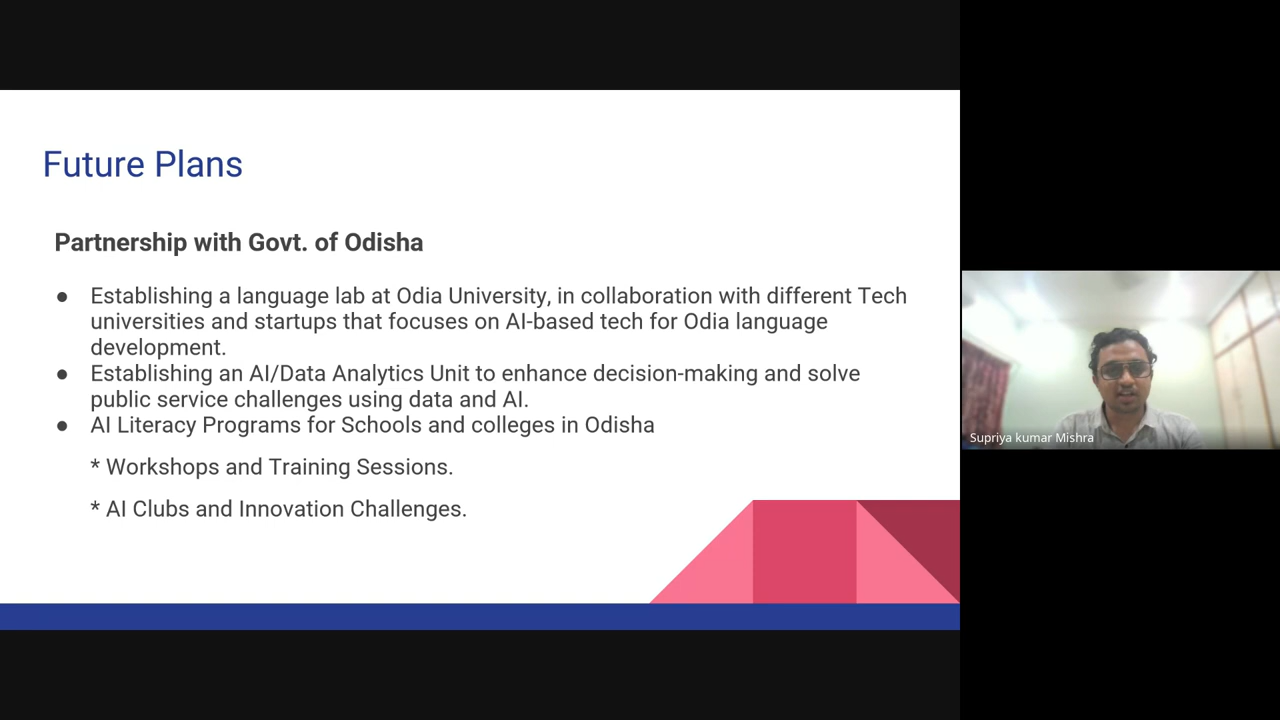 Future Plans
Partnership with Govt. of Odisha
● Establishing a language lab at Odia University, in collaboration with different Tech
universities and startups that focuses on AI-based tech for Odia language
development.
● Establishing an AI/Data Analytics Unit to enhance decision-making and solve
public service challenges using data and AI.
● AI Literacy Programs for Schools and colleges in Odisha
* Workshops and Training Sessions.
* AI Clubs and Innovation Challenges.
Supriya kumar Mishra